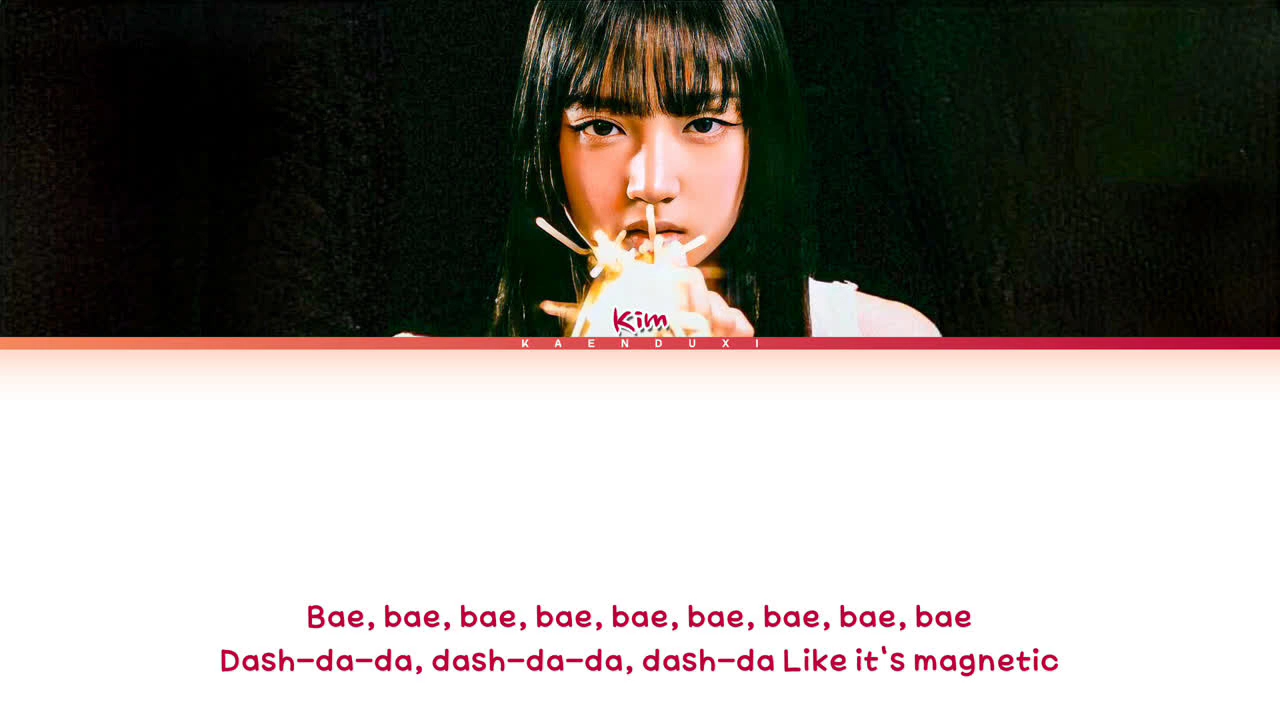 Kim
KAENDUXI
Bae, bae, bae, bae, bae, bae, bae, bae, bae
Dash-da-da, dash-da-da, dash-da Like it's magnetic